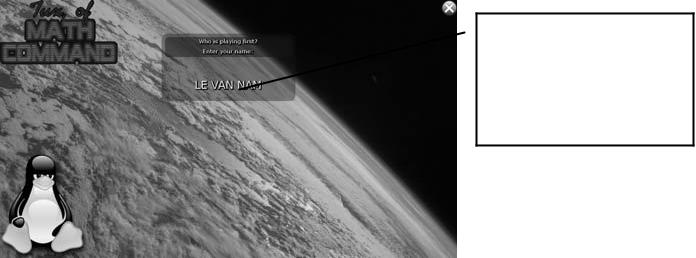 Tux, of
MATH
COMMAND
Who is playing first?
Enter your name:
LE VAN NAM